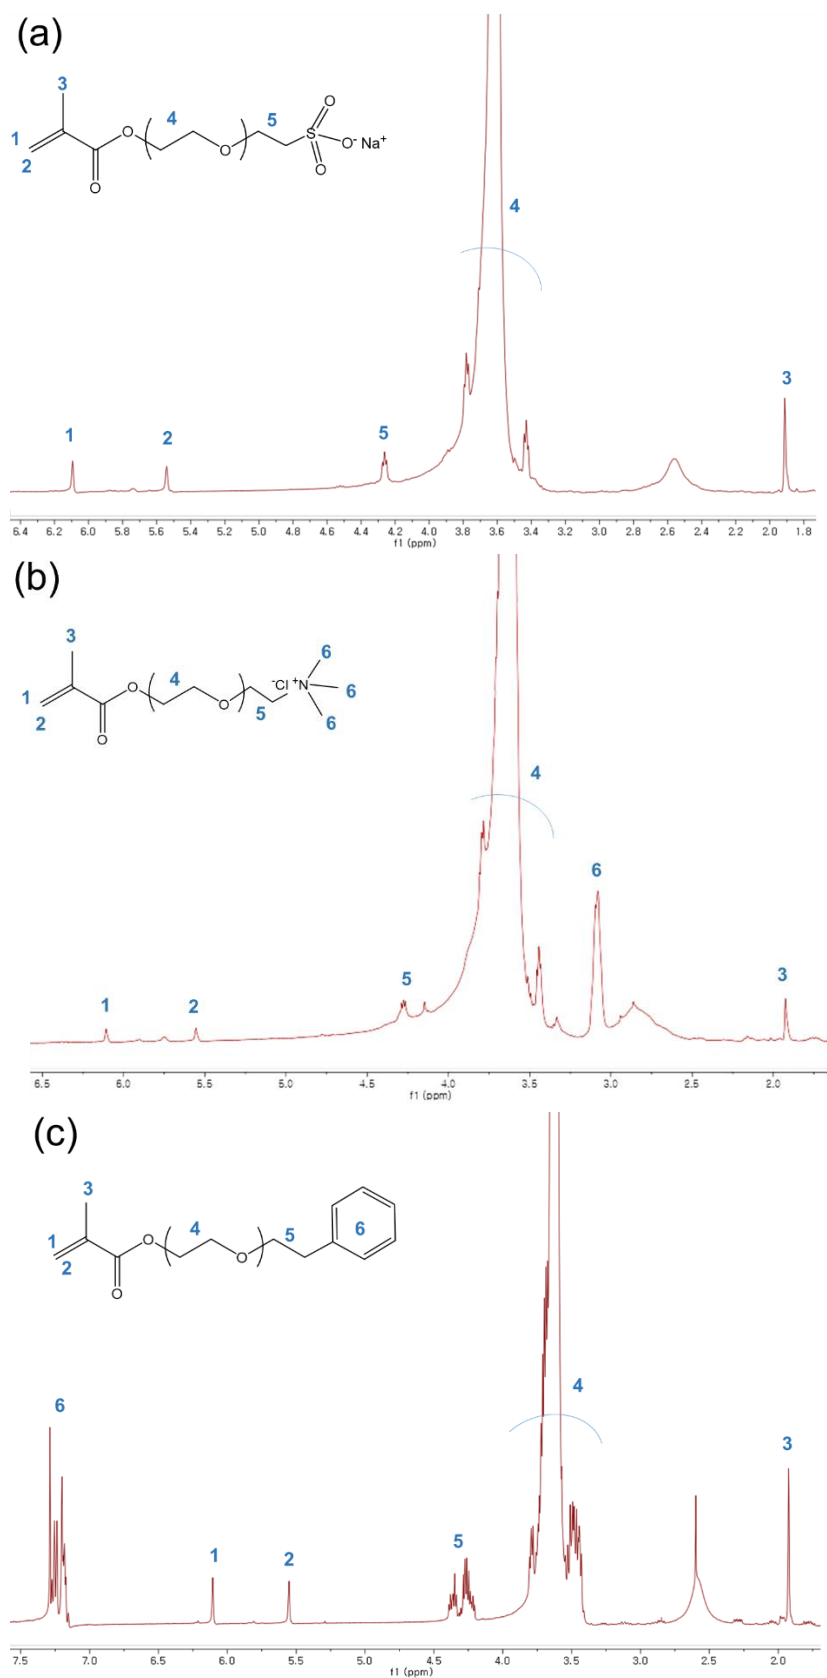 (a)
3
4
5
O
1
O
S
O⁻ Na⁺
2
O
O
O
4
3
1
2
5
6.4 6.2 6.0 5.8 5.6 5.4 5.2 5.0 4.8 4.6 4.4 4.2 4.0 3.8 3.6 3.4 3.2 3.0 2.8 2.6 2.4 2.2 2.0 1.8
f1 (ppm)
(b)
3
6
4
⁻Cl ⁺N
6
O
1
O
5
2
6
O
4
6
5
3
1
2
6.5 6.0 5.5 5.0 4.5 4.0 3.5 3.0 2.5 2.0
f1 (ppm)
(c)
3
4
5
6
1
O
O
2
O
4
6
3
5
1
2
7.5 7.0 6.5 6.0 5.5 5.0 4.5 4.0 3.5 3.0 2.5 2.0
f1 (ppm)